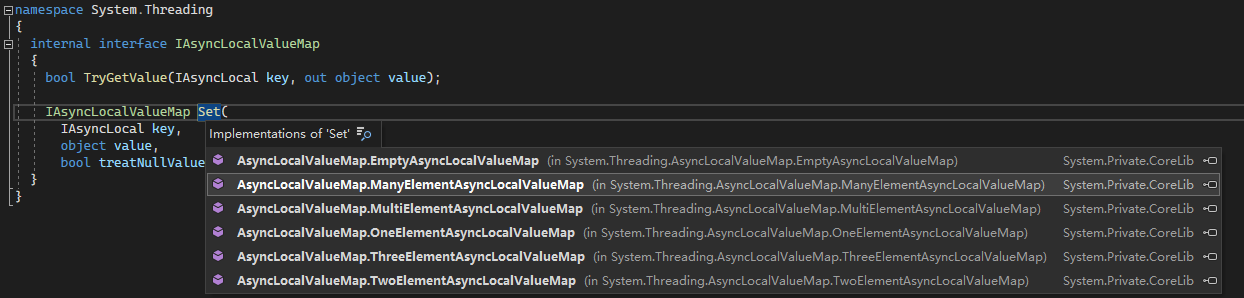 namespace System.Threading
{
internal interface IAsyncLocalValueMap
{
bool TryGetValue(IAsyncLocal key, out object value);
IAsyncLocalValueMap Set(
IAsyncLocal key,
object value,
bool treatNullValue
}
}
Implementations of 'Set'
AsyncLocalValueMap.EmptyAsyncLocalValueMap (in System.Threading.AsyncLocalValueMap.EmptyAsyncLocalValueMap) System.Private.CoreLib
AsyncLocalValueMap.ManyElementAsyncLocalValueMap (in System.Threading.AsyncLocalValueMap.ManyElementAsyncLocalValueMap) System.Private.CoreLib
AsyncLocalValueMap.MultiElementAsyncLocalValueMap (in System.Threading.AsyncLocalValueMap.MultiElementAsyncLocalValueMap) System.Private.CoreLib
AsyncLocalValueMap.OneElementAsyncLocalValueMap (in System.Threading.AsyncLocalValueMap.OneElementAsyncLocalValueMap) System.Private.CoreLib
AsyncLocalValueMap.ThreeElementAsyncLocalValueMap (in System.Threading.AsyncLocalValueMap.ThreeElementAsyncLocalValueMap) System.Private.CoreLib
AsyncLocalValueMap.TwoElementAsyncLocalValueMap (in System.Threading.AsyncLocalValueMap.TwoElementAsyncLocalValueMap) System.Private.CoreLib